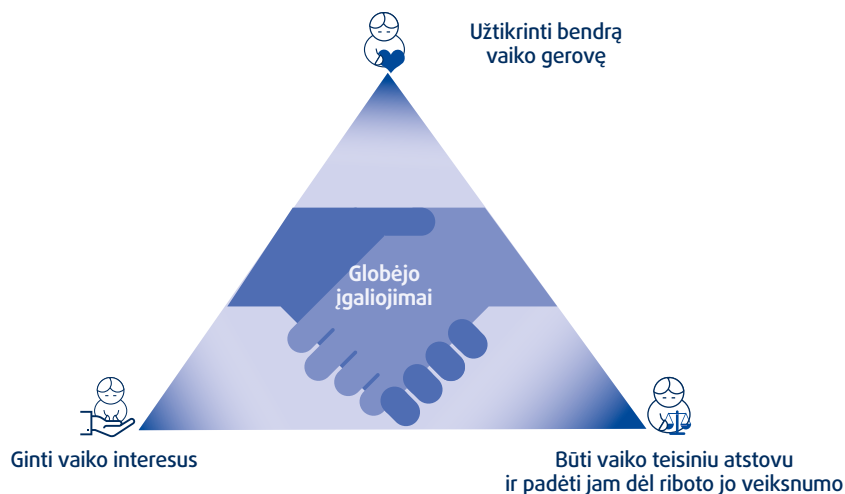 Užtikrinti bendrą
vaiko gerovę
Globėjo
įgaliojimai
Ginti vaiko interesus
Būti vaiko teisiniu atstovu
ir padėti jam dėl riboto jo veiksnumo